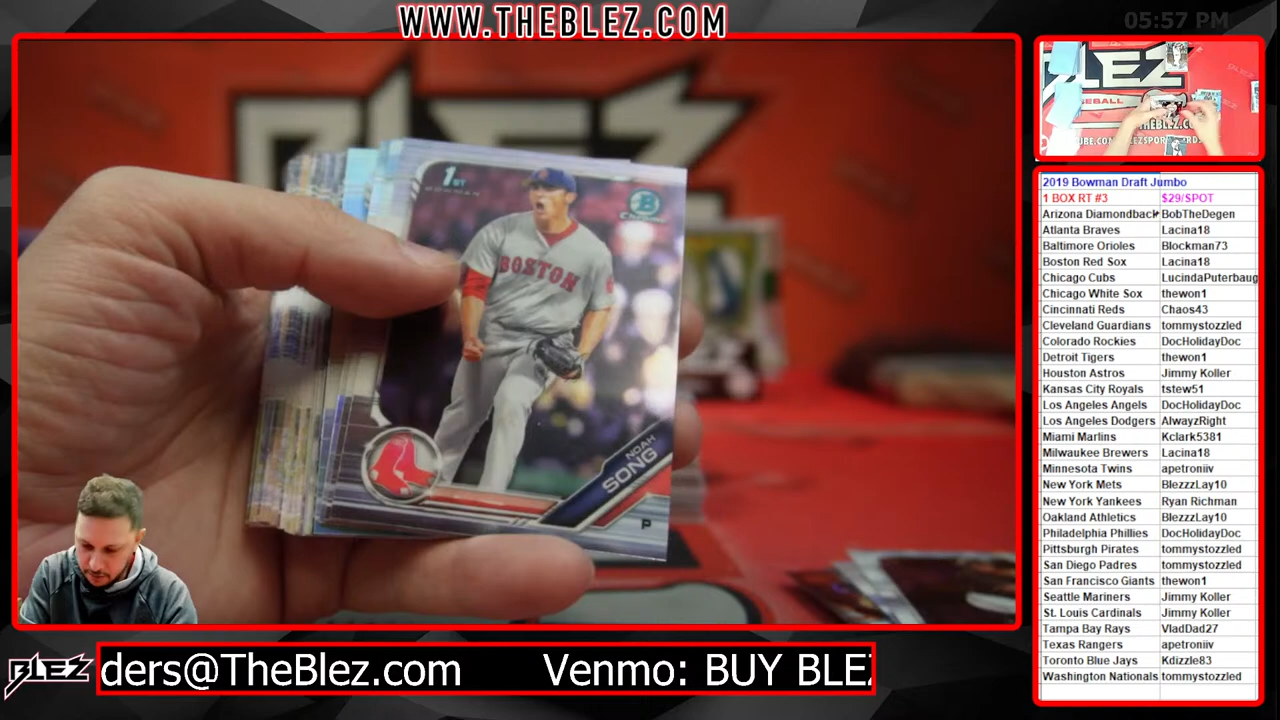 WWW.THEBLEZ.COM
05:57 PM
BLEZ
1ST
BOWMAN
B
CHROME
BOSTON
NOAH
SONG
P
2019 Bowman Draft Jumbo
1 BOX RT #3 $29/SPOT
Arizona Diamondback BobTheDegen
Atlanta Braves Lacina18
Baltimore Orioles Blockman73
Boston Red Sox Lacina18
Chicago Cubs LucindaPuterbaug
Chicago White Sox thewon1
Cincinnati Reds Chaos43
Cleveland Guardians tommystozzled
Colorado Rockies DocHolidayDoc
Detroit Tigers thewon1
Houston Astros Jimmy Koller
Kansas City Royals tstew51
Los Angeles Angels DocHolidayDoc
Los Angeles Dodgers AlwayzRight
Miami Marlins Kclark5381
Milwaukee Brewers Lacina18
Minnesota Twins apetroniiv
New York Mets BlezzzLay10
New York Yankees Ryan Richman
Oakland Athletics BlezzzLay10
Philadelphia Phillies DocHolidayDoc
Pittsburgh Pirates tommystozzled
San Diego Padres tommystozzled
San Francisco Giants thewon1
Seattle Mariners Jimmy Koller
St. Louis Cardinals Jimmy Koller
Tampa Bay Rays VladDad27
Texas Rangers apetroniiv
Toronto Blue Jays Kdizzle83
Washington Nationals tommystozzled
BLEZ
ders@TheBlez.com Venmo: BUY BLEZ